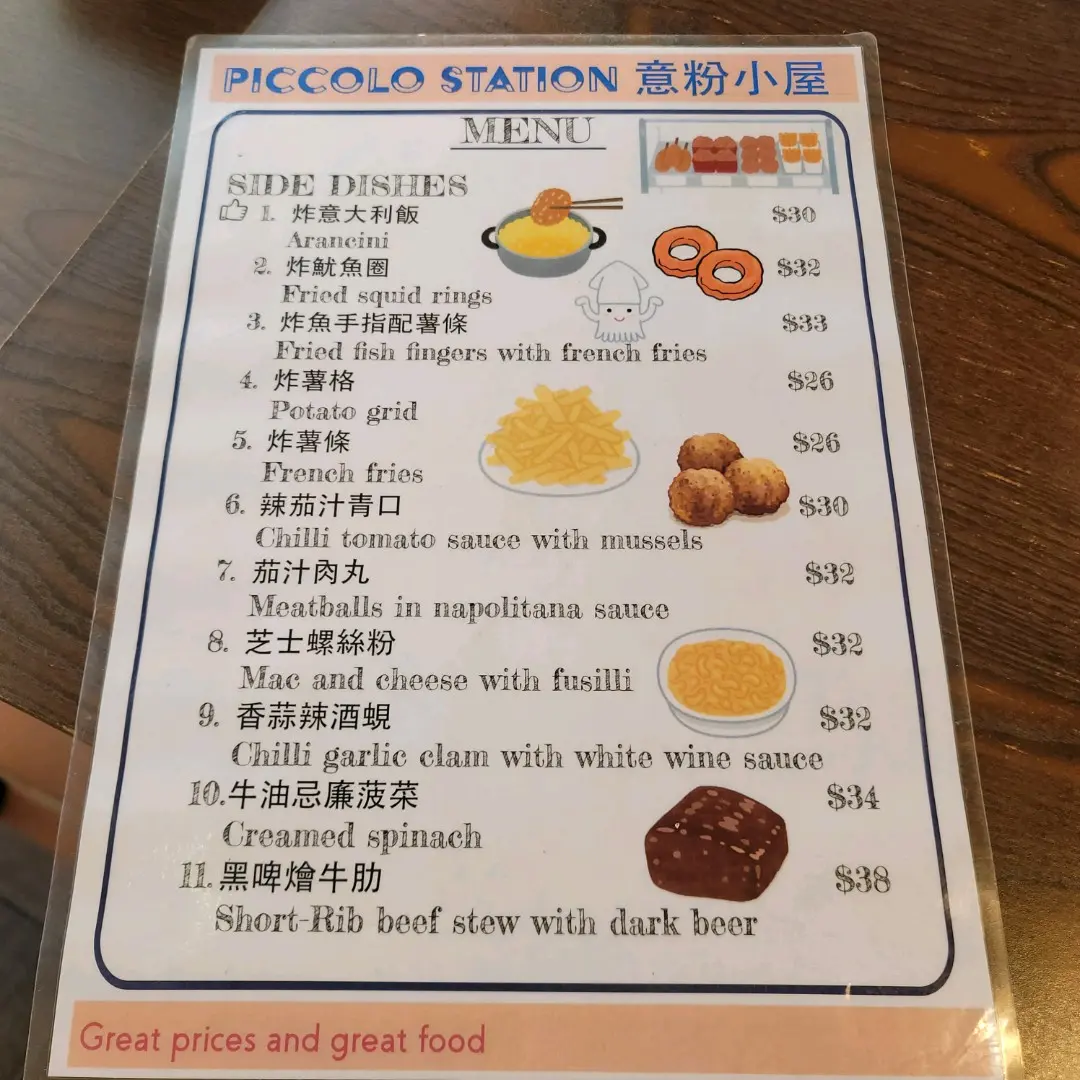 PICCOLO STATION 意粉小屋
MENU
SIDE DISHES
1. 炸意大利飯 $30
Arancini
2. 炸魷魚圈 $32
Fried squid rings
3. 炸魚手指配薯條 $33
Fried fish fingers with french fries
4. 炸薯格 $26
Potato grid
5. 炸薯條 $26
French fries
6. 辣茄汁青口 $30
Chilli tomato sauce with mussels
7. 茄汁肉丸 $32
Meatballs in napolitana sauce
8. 芝士螺絲粉 $32
Mac and cheese with fusilli
9. 香蒜辣酒蜆 $32
Chilli garlic clam with white wine sauce
10. 牛油忌廉菠菜 $34
Creamed spinach
11. 黑啤燴牛肋 $38
Short-Rib beef stew with dark beer
Great prices and great food